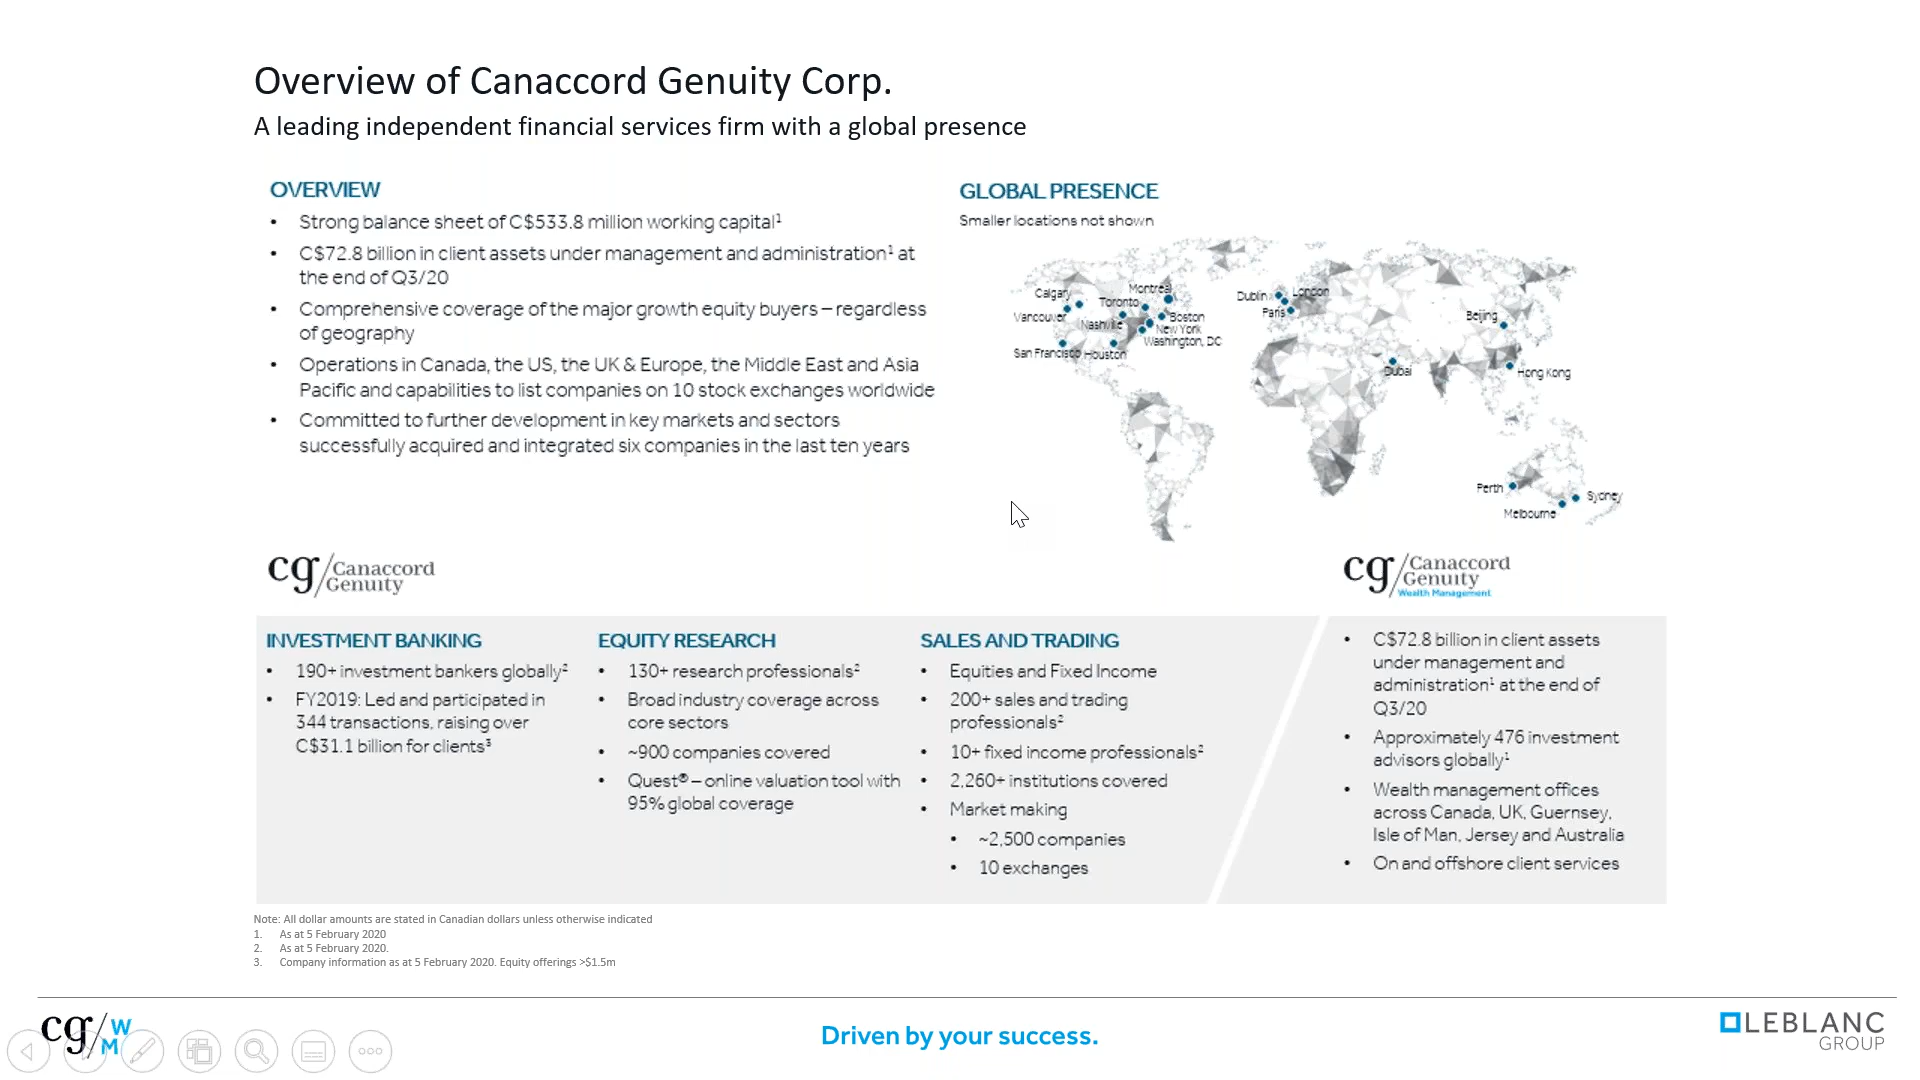 Overview of Canaccord Genuity Corp.
A leading independent financial services firm with a global presence
OVERVIEW
• Strong balance sheet of C$533.8 million working capital¹
• C$72.8 billion in client assets under management and administration¹ at
the end of Q3/20
• Comprehensive coverage of the major growth equity buyers – regardless
of geography
• Operations in Canada, the US, the UK & Europe, the Middle East and Asia
Pacific and capabilities to list companies on 10 stock exchanges worldwide
• Committed to further development in key markets and sectors
successfully acquired and integrated six companies in the last ten years
GLOBAL PRESENCE
Smaller locations not shown
Calgary
Vancouver
San Francisco
Houston
Nashville
Toronto
Montreal
Boston
New York
Washington, DC
Dublin
London
Paris
Dubai
Beijing
Hong Kong
Perth
Melbourne
Sydney
cg/Canaccord
Genuity
cg/Canaccord
Genuity
Wealth Management
INVESTMENT BANKING
• 190+ investment bankers globally²
• FY2019: Led and participated in
344 transactions, raising over
C$31.1 billion for clients³
EQUITY RESEARCH
• 130+ research professionals²
• Broad industry coverage across
core sectors
• ~900 companies covered
• Quest® – online valuation tool with
95% global coverage
SALES AND TRADING
• Equities and Fixed Income
• 200+ sales and trading
professionals²
• 10+ fixed income professionals²
• 2,260+ institutions covered
• Market making
• ~2,500 companies
• 10 exchanges
• C$72.8 billion in client assets
under management and
administration¹ at the end of
Q3/20
• Approximately 476 investment
advisors globally¹
• Wealth management offices
across Canada, UK, Guernsey,
Isle of Man, Jersey and Australia
• On and offshore client services
Note: All dollar amounts are stated in Canadian dollars unless otherwise indicated
1. As at 5 February 2020
2. As at 5 February 2020.
3. Company information as at 5 February 2020. Equity offerings >$1.5m
cg/WM
Driven by your success.
LEBLANC
GROUP